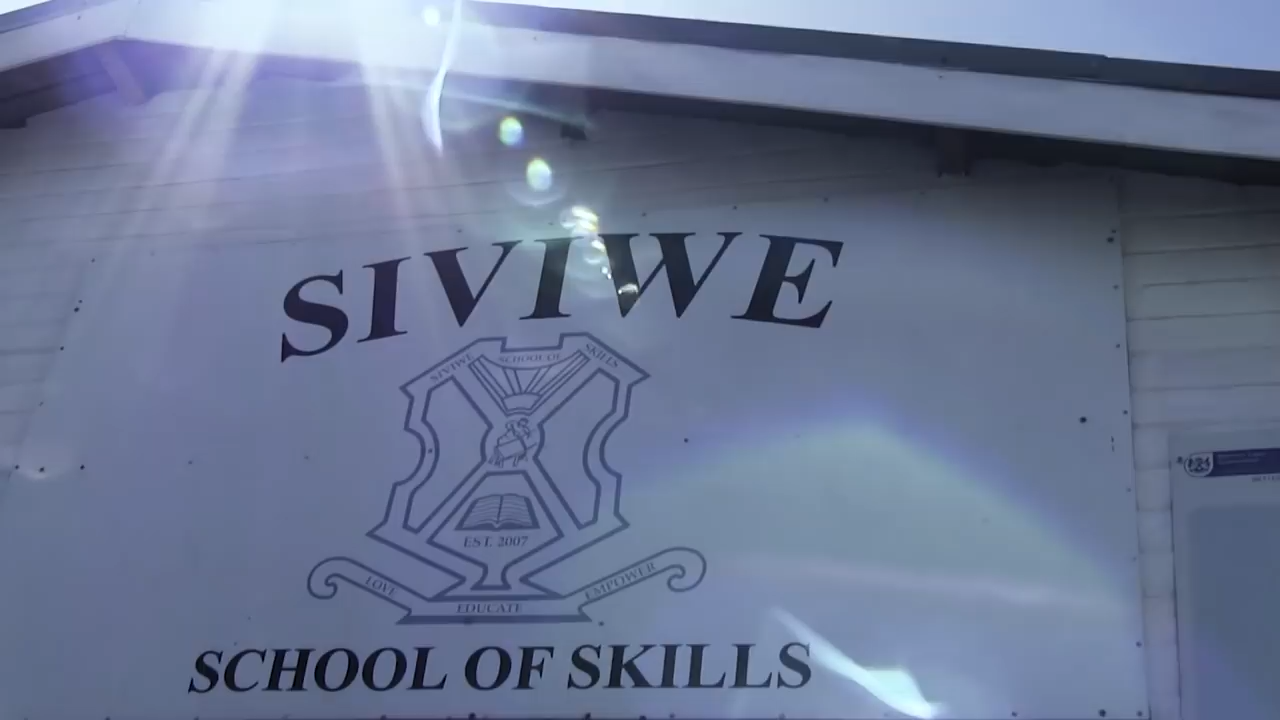 SIVIWE
SIVIWE SCHOOL OF SKILLS
EST. 2007
LOVE EDUCATE EMPOWER
SCHOOL OF SKILLS